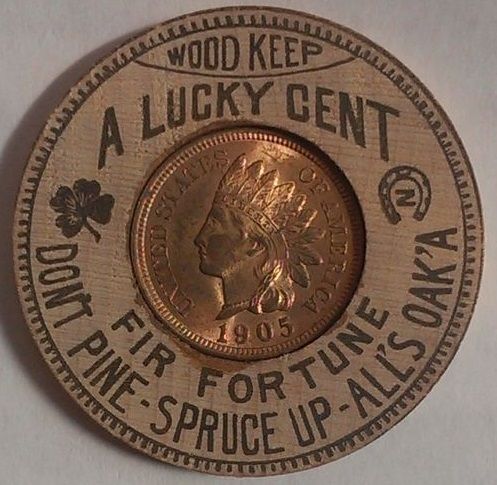 WOOD KEEP
A LUCKY CENT
FIR FORTUNE
DON'T PINE-SPRUCE UP-ALL'S OAK'A
N
UNITED STATES OF AMERICA
1905